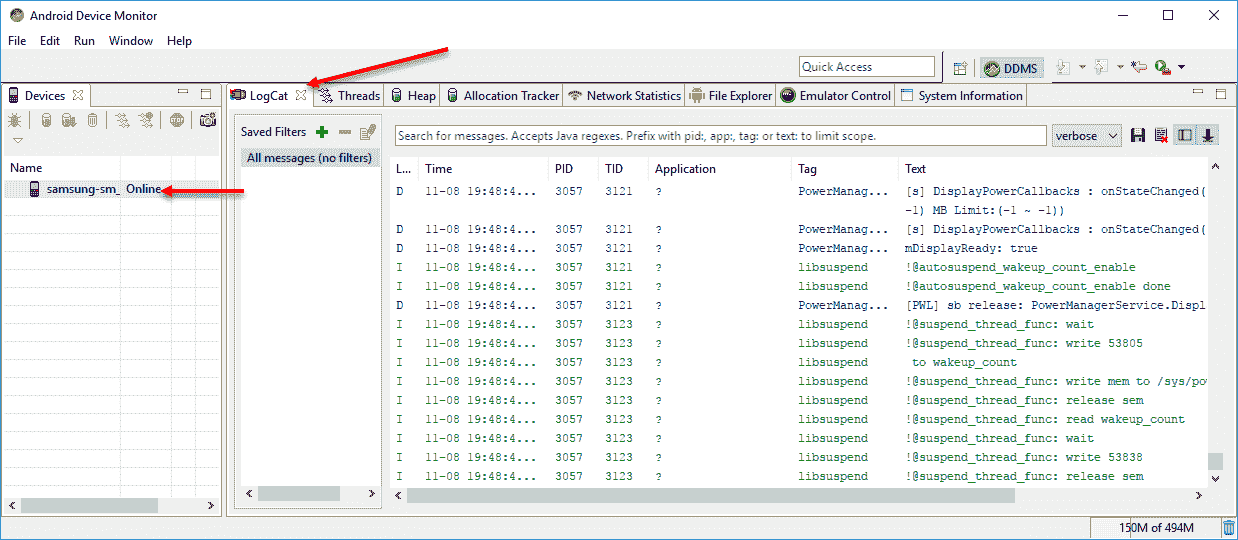 Android Device Monitor
File Edit Run Window Help
Quick Access DDMS
Devices LogCat Threads Heap Allocation Tracker Network Statistics File Explorer Emulator Control System Information
Saved Filters
Search for messages. Accepts Java regexes. Prefix with pid:, app:, tag: or text: to limit scope. verbose
All messages (no filters)
Name
samsung-sm_ Online
L... Time PID TID Application Tag Text
D 11-08 19:48:4... 3057 3121 ? PowerManag... [s] DisplayPowerCallbacks : onStateChanged(
-1) MB Limit:(-1 ~ -1))
D 11-08 19:48:4... 3057 3121 ? PowerManag... [s] DisplayPowerCallbacks : onStateChanged(
D 11-08 19:48:4... 3057 3121 ? PowerManag... mDisplayReady: true
I 11-08 19:48:4... 3057 3121 ? libsuspend !@autosuspend_wakeup_count_enable
I 11-08 19:48:4... 3057 3121 ? libsuspend !@autosuspend_wakeup_count_enable done
D 11-08 19:48:4... 3057 3121 ? PowerManag... [PWL] sb release: PowerManagerService.Displ
I 11-08 19:48:4... 3057 3123 ? libsuspend !@suspend_thread_func: wait
I 11-08 19:48:4... 3057 3123 ? libsuspend !@suspend_thread_func: write 53805
I 11-08 19:48:4... 3057 3123 ? libsuspend to wakeup_count
I 11-08 19:48:4... 3057 3123 ? libsuspend !@suspend_thread_func: write mem to /sys/po
I 11-08 19:48:4... 3057 3123 ? libsuspend !@suspend_thread_func: release sem
I 11-08 19:48:4... 3057 3123 ? libsuspend !@suspend_thread_func: read wakeup_count
I 11-08 19:48:4... 3057 3123 ? libsuspend !@suspend_thread_func: wait
I 11-08 19:48:4... 3057 3123 ? libsuspend !@suspend_thread_func: write 53838
I 11-08 19:48:4... 3057 3123 ? libsuspend !@suspend_thread_func: release sem
150M of 494M